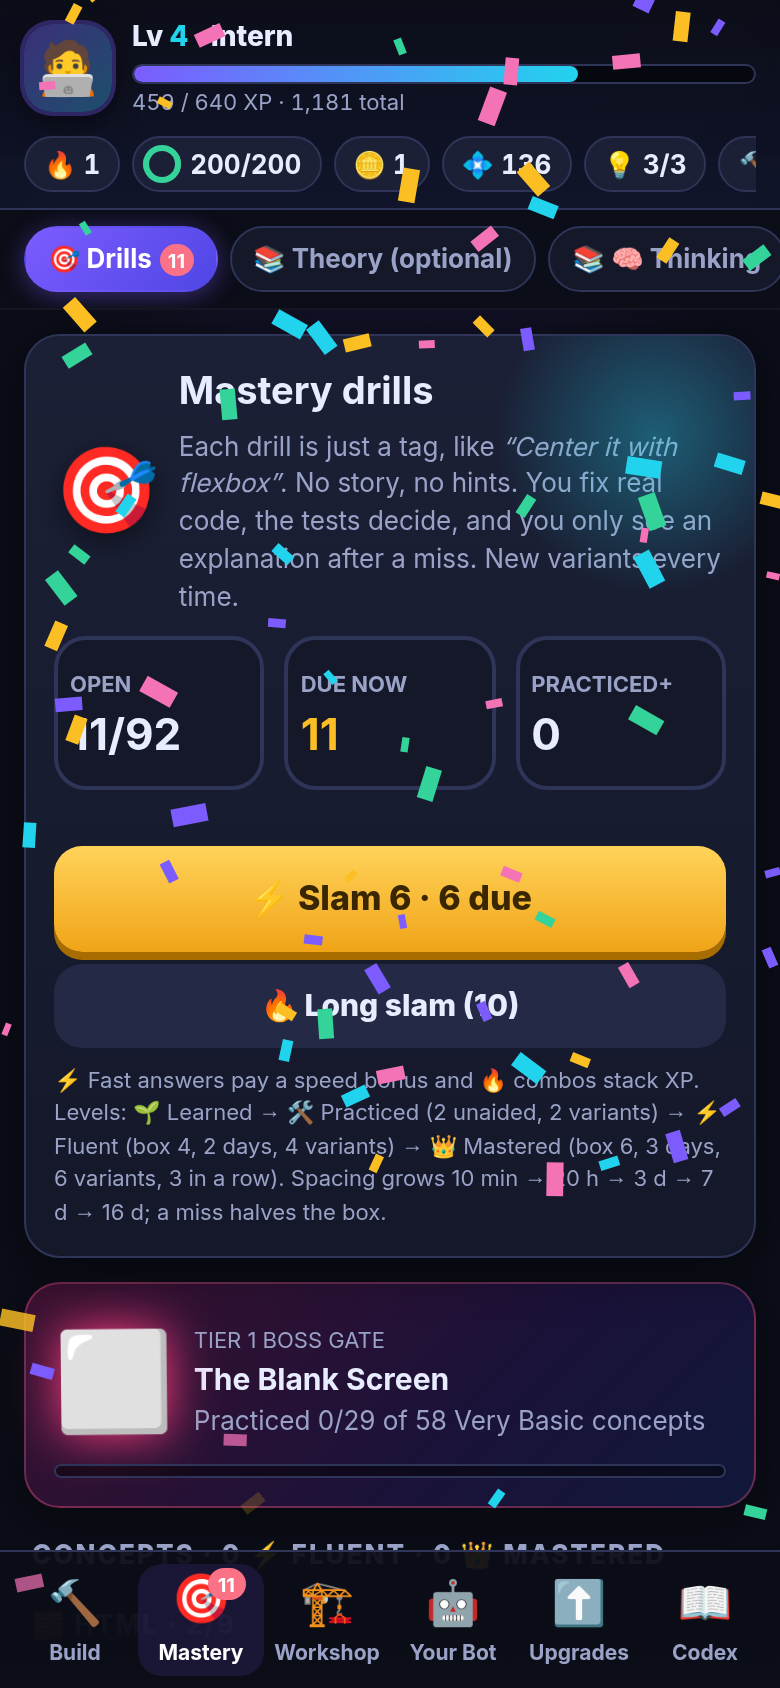 Lv 4 · Intern
459 / 640 XP · 1,181 total
1
200/200
1
136
3/3
Drills 11
Theory (optional)
Thinking
Mastery drills
Each drill is just a tag, like “Center it with
flexbox”. No story, no hints. You fix real
code, the tests decide, and you only see an
explanation after a miss. New variants every
time.
OPEN
11/92
DUE NOW
11
PRACTICED+
0
⚡ Slam 6 · 6 due
🔥 Long slam (10)
⚡ Fast answers pay a speed bonus and 🔥 combos stack XP.
Levels: 🌱 Learned → 🛠️ Practiced (2 unaided, 2 variants) → ⚡
Fluent (box 4, 2 days, 4 variants) → 👑 Mastered (box 6, 3 days,
6 variants, 3 in a row). Spacing grows 10 min → 20 h → 3 d → 7
d → 16 d; a miss halves the box.
TIER 1 BOSS GATE
The Blank Screen
Practiced 0/29 of 58 Very Basic concepts
CONCEPTS · 0 ⚡ FLUENT · 0 👑 MASTERED
HTML · 2/9
11
Build
Mastery
Workshop
Your Bot
Upgrades
Codex